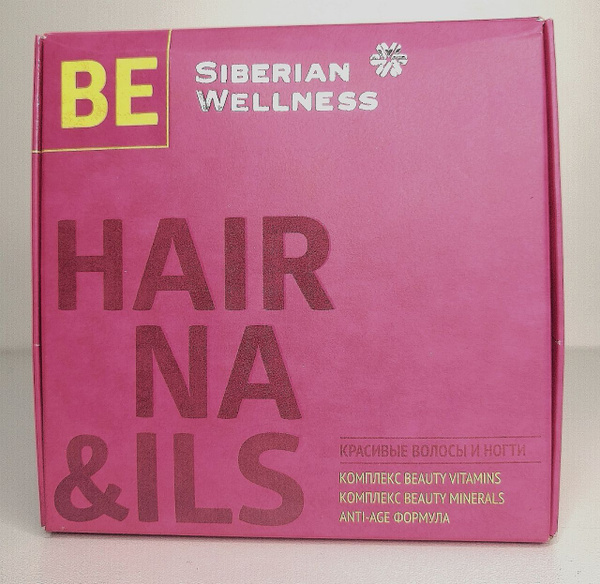 BE
SIBERIAN
WELLNESS
HAIR
NA
&ILS
КРАСИВЫЕ ВОЛОСЫ И НОГТИ
КОМПЛЕКС BEAUTY VITAMINS
КОМПЛЕКС BEAUTY MINERALS
ANTI-AGE ФОРМУЛА